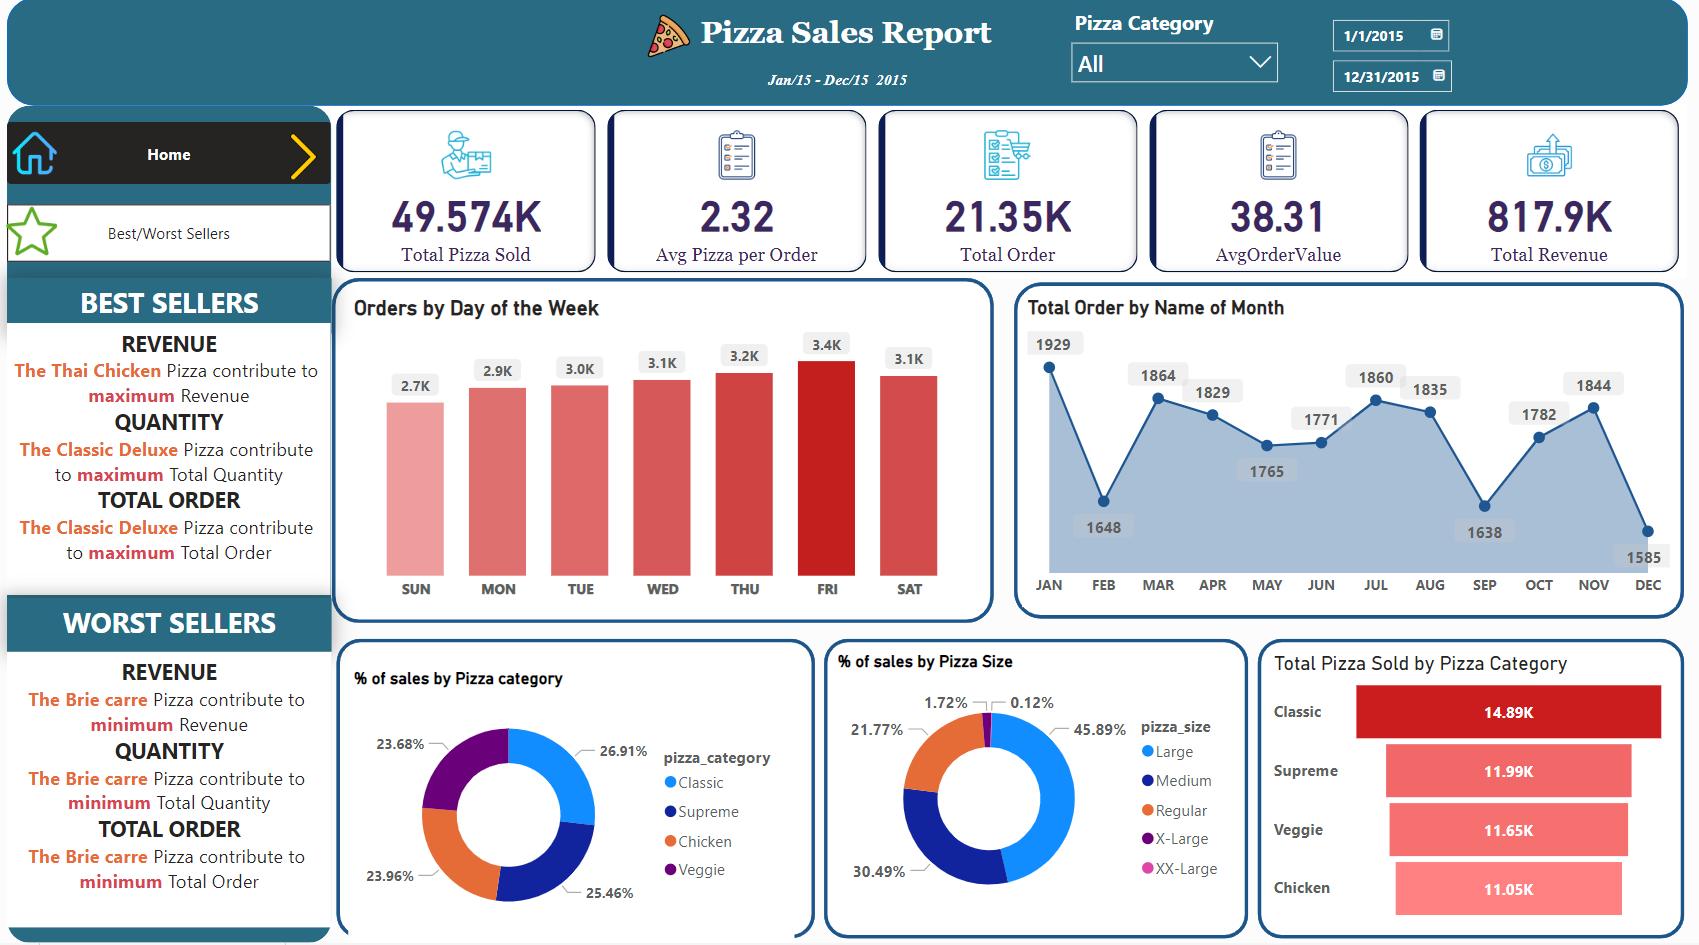 Pizza Sales Report
Jan/15 - Dec/15 2015
Pizza Category
All
1/1/2015
12/31/2015
Home
Best/Worst Sellers
49.574K
Total Pizza Sold
2.32
Avg Pizza per Order
21.35K
Total Order
38.31
AvgOrderValue
817.9K
Total Revenue
BEST SELLERS
REVENUE
The Thai Chicken Pizza contribute to
maximum Revenue
QUANTITY
The Classic Deluxe Pizza contribute
to maximum Total Quantity
TOTAL ORDER
The Classic Deluxe Pizza contribute
to maximum Total Order
WORST SELLERS
REVENUE
The Brie carre Pizza contribute to
minimum Revenue
QUANTITY
The Brie carre Pizza contribute to
minimum Total Quantity
TOTAL ORDER
The Brie carre Pizza contribute to
minimum Total Order
Orders by Day of the Week
2.7K 2.9K 3.0K 3.1K 3.2K 3.4K 3.1K
SUN MON TUE WED THU FRI SAT
Total Order by Name of Month
1929 1648 1864 1829 1765 1771 1860 1835 1638 1782 1844 1585
JAN FEB MAR APR MAY JUN JUL AUG SEP OCT NOV DEC
% of sales by Pizza category
23.68%
26.91%
23.96%
25.46%
pizza_category
Classic
Supreme
Chicken
Veggie
% of sales by Pizza Size
1.72%
0.12%
21.77%
45.89%
30.49%
pizza_size
Large
Medium
Regular
X-Large
XX-Large
Total Pizza Sold by Pizza Category
Classic 14.89K
Supreme 11.99K
Veggie 11.65K
Chicken 11.05K